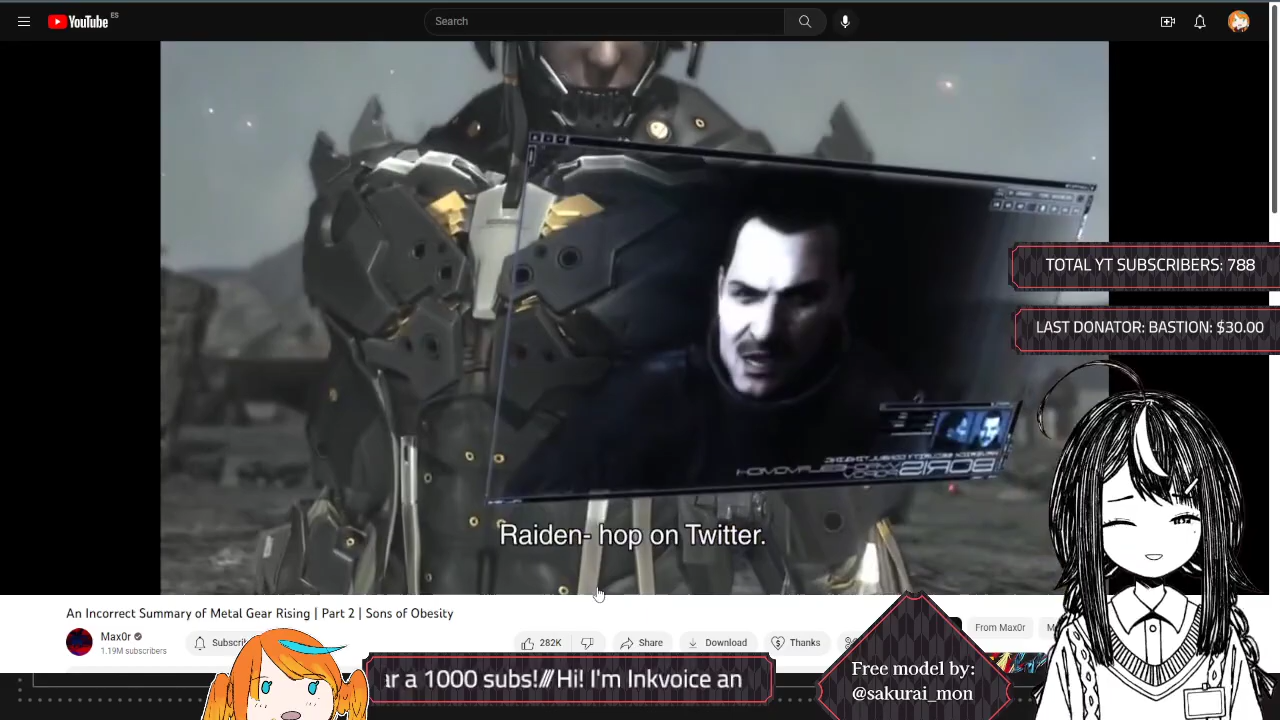 YouTube ES
Search
TOTAL YT SUBSCRIBERS: 788
LAST DONATOR: BASTION: $30.00
BORIS
Raiden- hop on Twitter.
An Incorrect Summary of Metal Gear Rising | Part 2 | Sons of Obesity
Max0r
1.19M subscribers
Subscri
282K
Share
Download
Thanks
From Max0r
ar a 1000 subs!///Hi! I'm Inkvoice an
Free model by:
@sakurai_mon